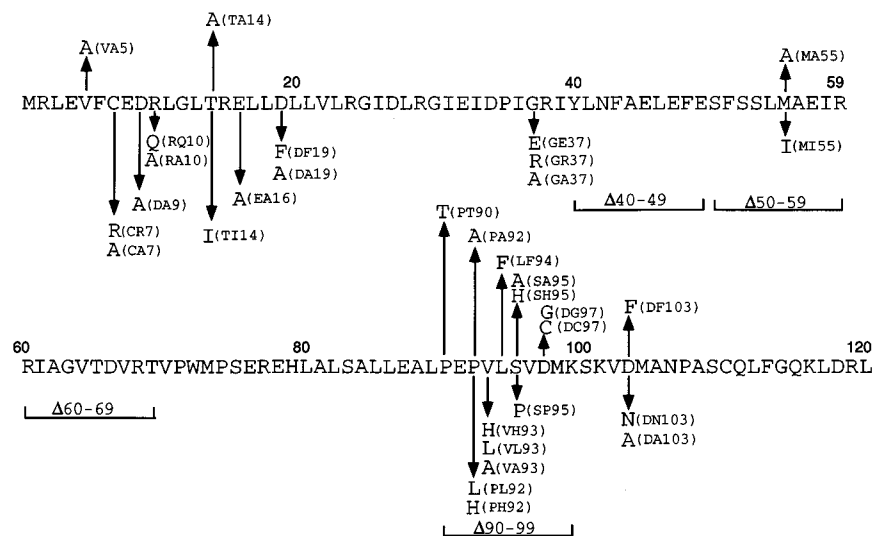 A(TA14)
A(VA5)
A(MA55)
20 40 59
MRLEVFCEDRLGLTRELLDLLVLRGIDLRGIEIDPIGRIYLNFAELEFESFSSLMAEIR
Q(RQ10)
A(RA10)
F(DF19)
A(DA19)
E(GE37)
R(GR37)
A(GA37)
I(MI55)
A(DA9)
A(EA16)
R(CR7)
A(CA7)
I(TI14)
Δ40-49
Δ50-59
T(PT90)
A(PA92)
F(LF94)
A(SA95)
H(SH95)
G(DG97)
C(DC97)
F(DF103)
60 80 100 120
RIAGVTDVRTVPWMPSEREHLALSALLEALPEPVLSVDMKSKVDMANPASCQLFGQKLDRL
Δ60-69
P(SP95)
H(VH93)
L(VL93)
A(VA93)
N(DN103)
A(DA103)
L(PL92)
H(PH92)
Δ90-99